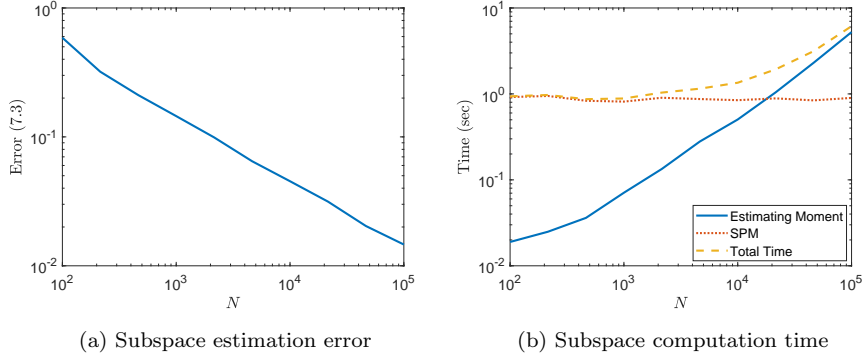 10^0
10^-1
10^-2
Error (7.3)
10^2
10^3
10^4
10^5
N
(a) Subspace estimation error
10^1
10^0
10^-1
10^-2
Time (sec)
Estimating Moment
SPM
Total Time
10^2
10^3
10^4
10^5
N
(b) Subspace computation time